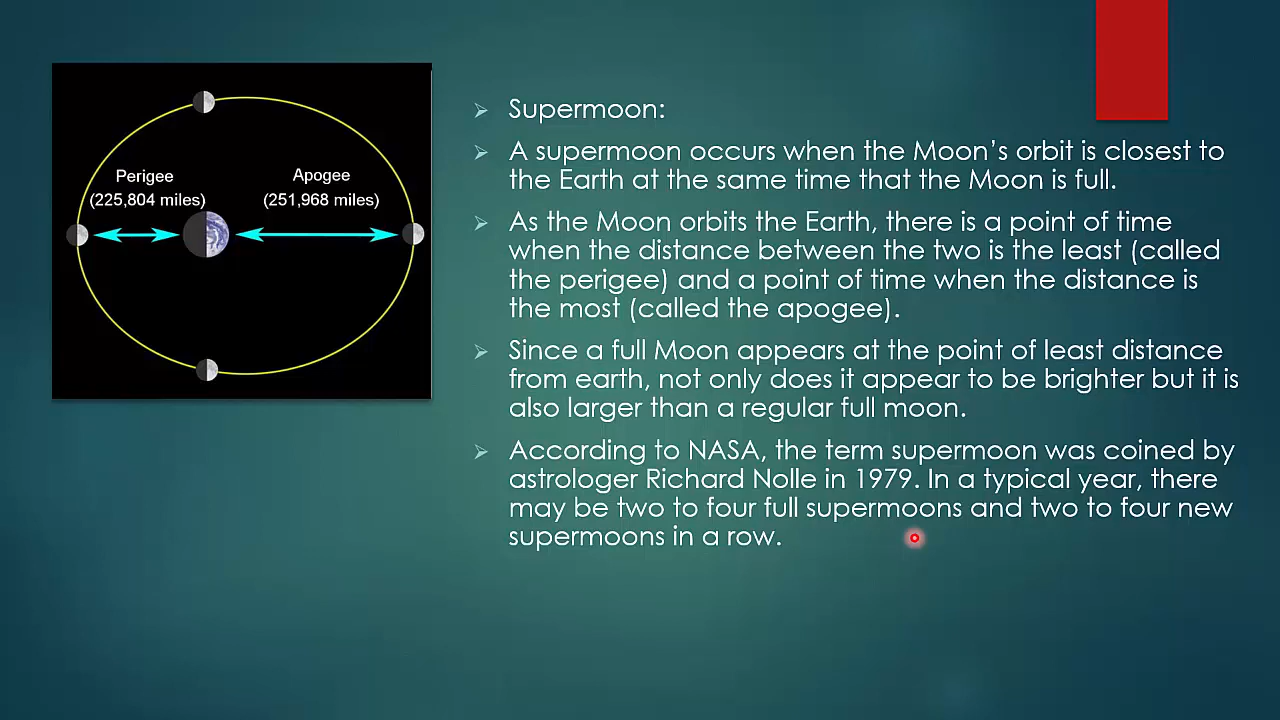 Perigee
(225,804 miles)
Apogee
(251,968 miles)
Supermoon:
A supermoon occurs when the Moon’s orbit is closest to
the Earth at the same time that the Moon is full.
As the Moon orbits the Earth, there is a point of time
when the distance between the two is the least (called
the perigee) and a point of time when the distance is
the most (called the apogee).
Since a full Moon appears at the point of least distance
from earth, not only does it appear to be brighter but it is
also larger than a regular full moon.
According to NASA, the term supermoon was coined by
astrologer Richard Nolle in 1979. In a typical year, there
may be two to four full supermoons and two to four new
supermoons in a row.